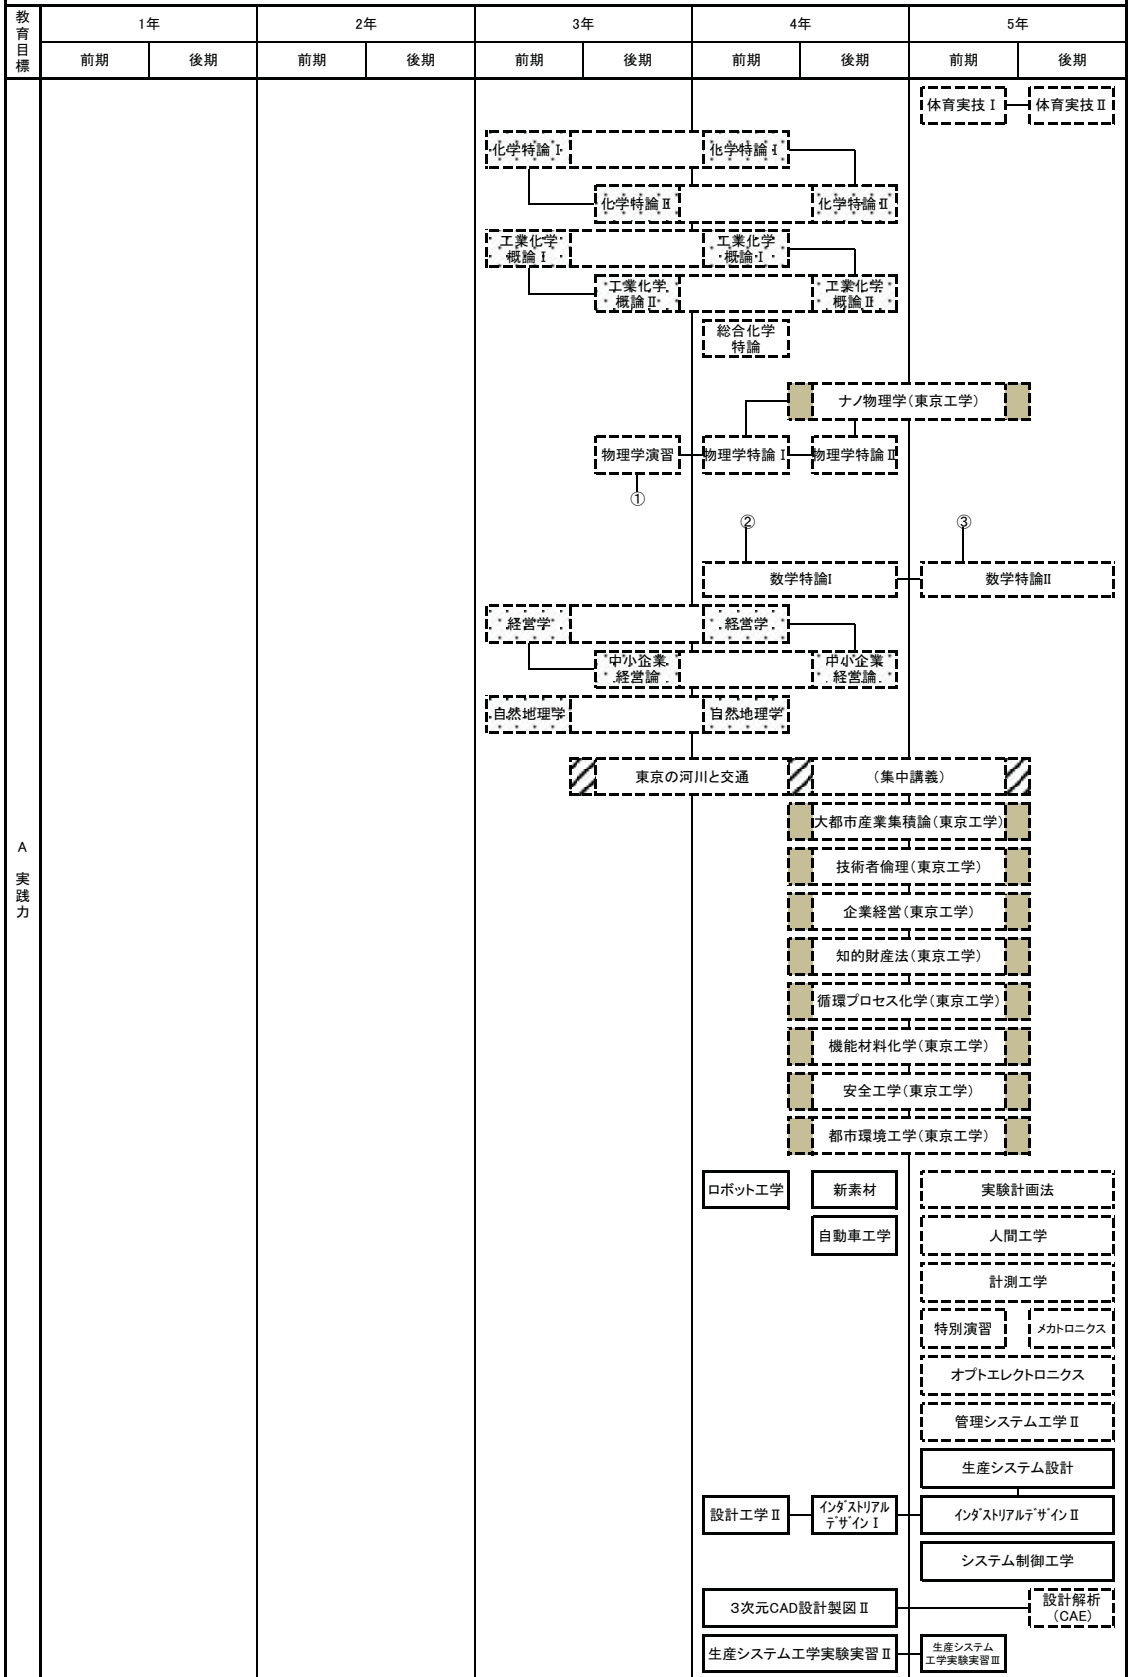 教育目標
1年 2年 3年 4年 5年
前期 後期 前期 後期 前期 後期 前期 後期 前期 後期
A 実践力
体育実技Ⅰ 体育実技Ⅱ
化学特論Ⅰ 化学特論Ⅰ
化学特論Ⅱ 化学特論Ⅱ
工業化学 工業化学
概論Ⅰ 概論Ⅰ
工業化学 工業化学
概論Ⅱ 概論Ⅱ
総合化学
特論
ナノ物理学(東京工学)
物理学演習 物理学特論Ⅰ 物理学特論Ⅱ
①
② ③
数学特論I 数学特論II
経営学 経営学
中小企業 中小企業
経営論 経営論
自然地理学 自然地理学
東京の河川と交通 (集中講義)
大都市産業集積論(東京工学)
技術者倫理(東京工学)
企業経営(東京工学)
知的財産法(東京工学)
循環プロセス化学(東京工学)
機能材料化学(東京工学)
安全工学(東京工学)
都市環境工学(東京工学)
ロボット工学 新素材 実験計画法
自動車工学 人間工学
計測工学
特別演習 メカトロニクス
オプトエレクトロニクス
管理システム工学Ⅱ
生産システム設計
設計工学Ⅱ インダストリアル インダストリアルデザインⅡ
デザインⅠ
システム制御工学
3次元CAD設計製図Ⅱ 設計解析
(CAE)
生産システム工学実験実習Ⅱ 生産システム
工学実験実習Ⅲ